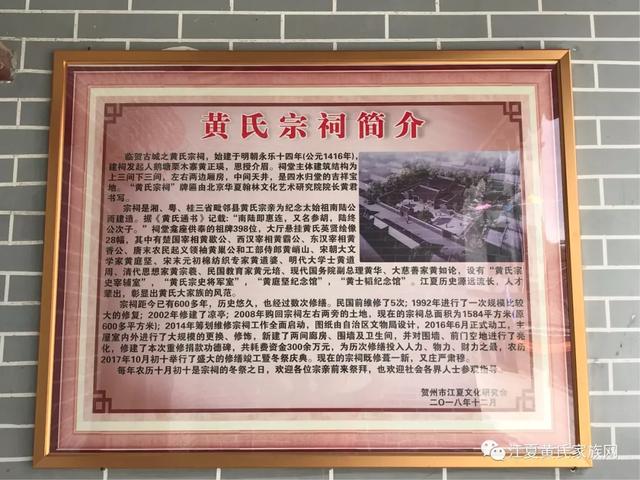 黄氏宗祠简介
临贺古城之黄氏宗祠，始建于明朝永乐十四年(公元1416年)，
建祠发起人鹅塘栗木寨黄正瑛，恩授介眉。祠堂主体建筑结构为
上三间下三间，左右两边厢房，中间天井，是四水归堂的吉祥宝
地。“黄氏宗祠”牌匾由北京华夏翰林文化艺术研究院院长黄君
书写。
宗祠是湘、粤、桂三省毗邻县黄氏宗亲为纪念太始祖南陆公
而建造。据《黄氏通书》记载：“南陆即惠连，又名参胡，陆终
公次子。”祠堂龛座供奉的祖牌398位，大厅悬挂黄氏英贤绘像
28幅，其中有楚国宰相黄歇公、西汉宰相黄霸公、东汉宰相黄
香公、唐末农民起义领袖黄巢公和工部侍郎黄峭山、宋朝大文
学家黄庭坚、宋末元初棉纺织专家黄道婆、明代大学士黄道
周、清代思想家黄宗羲、民国教育家黄元培、现代国务院副总理黄华、大慈善家黄如论，设有“黄氏宗
史宰辅室”，“黄氏宗史将军室”，“黄庭坚纪念室”，“黄士韬纪念室”。江夏历史源远流长，人才
辈出，彰显出黄氏大家族的风范。
宗祠距今已有600多年，历史悠久，也经过数次修缮。民国前维修了5次；1992年进行了一次规模比较
大的修复；2002年修建了凉亭；2008年购回宗祠左右两旁的土地，现在的宗祠总面积为1584平方米(原
600多平方米)；2014年筹划维修宗祠工作全面启动，图纸由自治区文物局设计，2016年6月正式动工，主
屋室内外进行了大规模的更换、修饰，新建了两间廊房、围墙及卫生间，并对围墙、前门空地进行了亮
化，修建了本次重修捐款功德碑，共耗费资金300余万元，为历次修缮投入人力、物力、财力之最，农历
2017年10月初十举行了盛大的修缮竣工暨冬祭庆典。现在的宗祠既修葺一新，又庄严肃穆。
每年农历十月初十是宗祠的冬祭之日，欢迎各位宗亲前来祭拜，也欢迎社会各界人士参观指导。
贺州市江夏文化研究会
二〇一八年十二月
江夏黄氏家族网